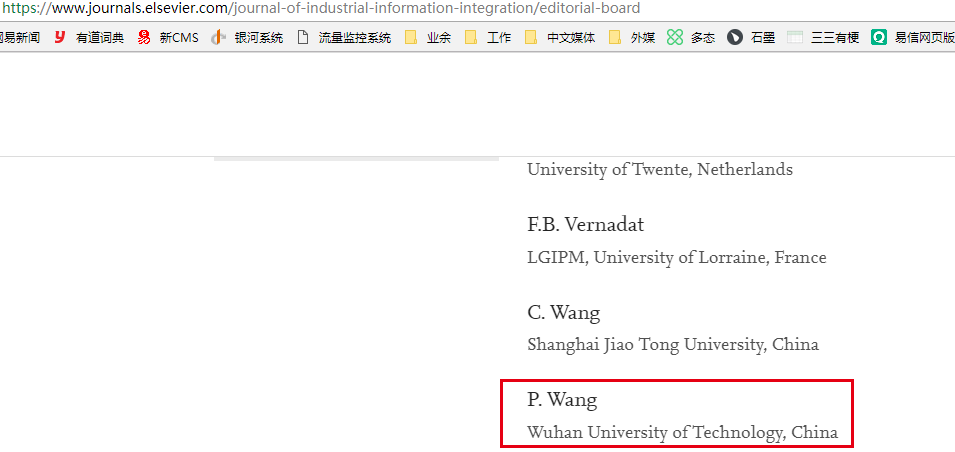 https://www.journals.elsevier.com/journal-of-industrial-information-integration/editorial-board
易新闻 有道词典 新CMS 银河系统 流量监控系统 业余 工作 中文媒体 外媒 多态 石墨 三三有梗 易信网页版
University of Twente, Netherlands
F.B. Vernadat
LGIPM, University of Lorraine, France
C. Wang
Shanghai Jiao Tong University, China
P. Wang
Wuhan University of Technology, China